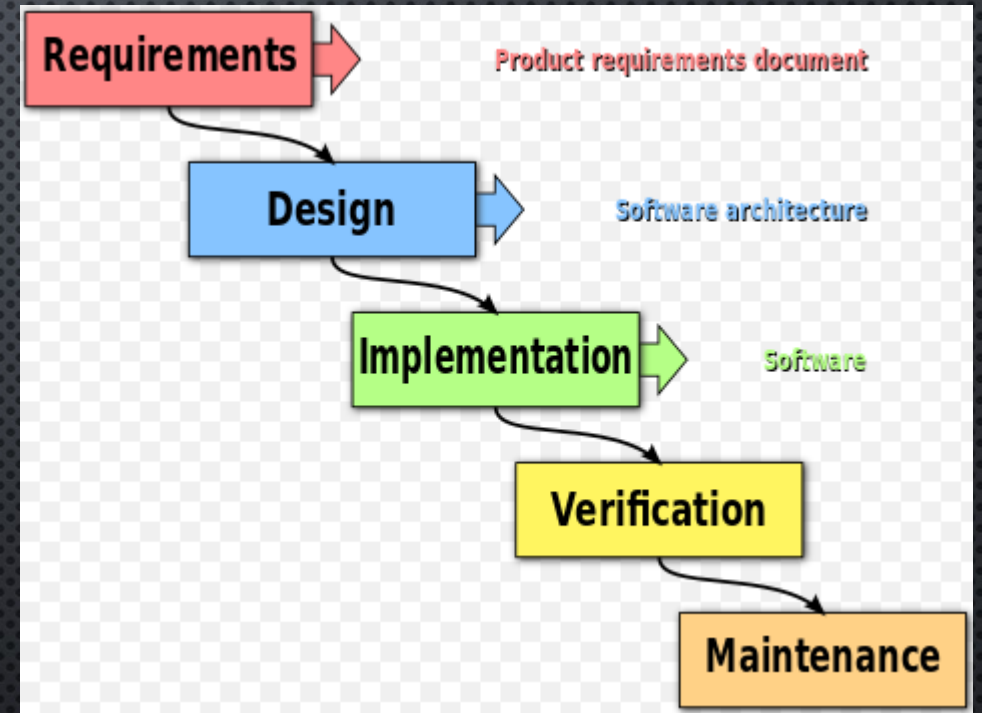 Requirements
Product requirements document
Design
Software architecture
Implementation
Software
Verification
Maintenance